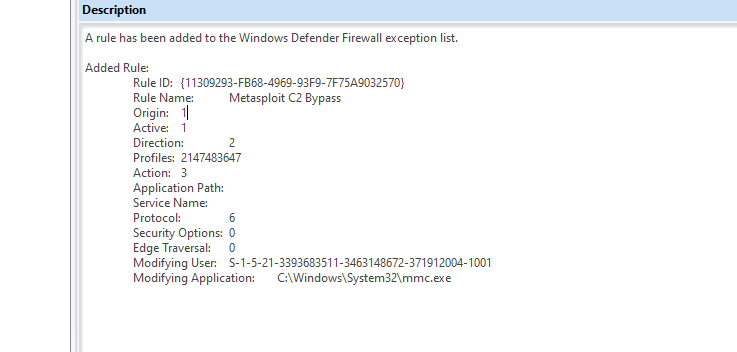 Description
A rule has been added to the Windows Defender Firewall exception list.
Added Rule:
Rule ID: {11309293-FB68-4969-93F9-7F75A9032570}
Rule Name: Metasploit C2 Bypass
Origin: 1
Active: 1
Direction: 2
Profiles: 2147483647
Action: 3
Application Path:
Service Name:
Protocol: 6
Security Options: 0
Edge Traversal: 0
Modifying User: S-1-5-21-3393683511-3463148672-371912004-1001
Modifying Application: C:\Windows\System32\mmc.exe